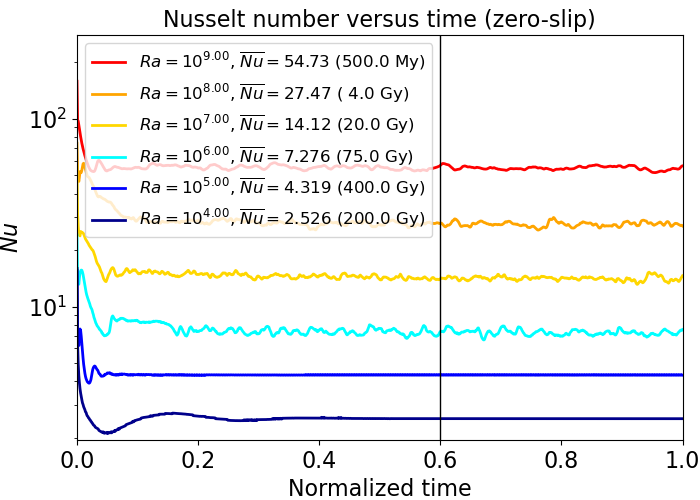 Nusselt number versus time (zero-slip)
Ra = 10^9.00, Nu = 54.73 (500.0 My)
Ra = 10^8.00, Nu = 27.47 ( 4.0 Gy)
Ra = 10^7.00, Nu = 14.12 (20.0 Gy)
Ra = 10^6.00, Nu = 7.276 (75.0 Gy)
Ra = 10^5.00, Nu = 4.319 (400.0 Gy)
Ra = 10^4.00, Nu = 2.526 (200.0 Gy)
10^2
10^1
Nu
0.0 0.2 0.4 0.6 0.8 1.0
Normalized time